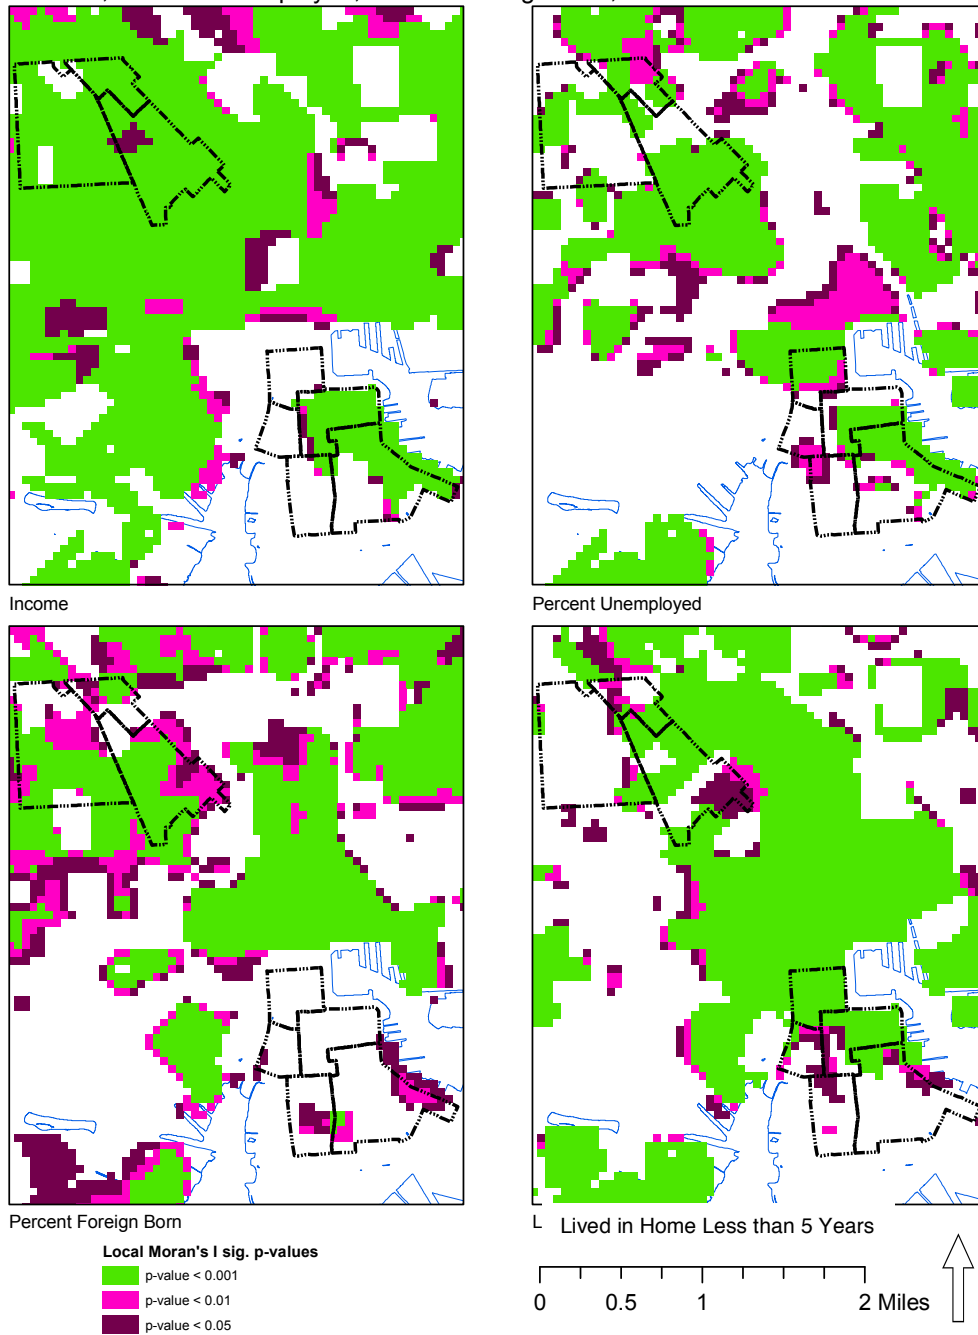 Income
Percent Unemployed
Percent Foreign Born
L Lived in Home Less than 5 Years
Local Moran's I sig. p-values
p-value < 0.001
p-value < 0.01
p-value < 0.05
0 0.5 1 2 Miles